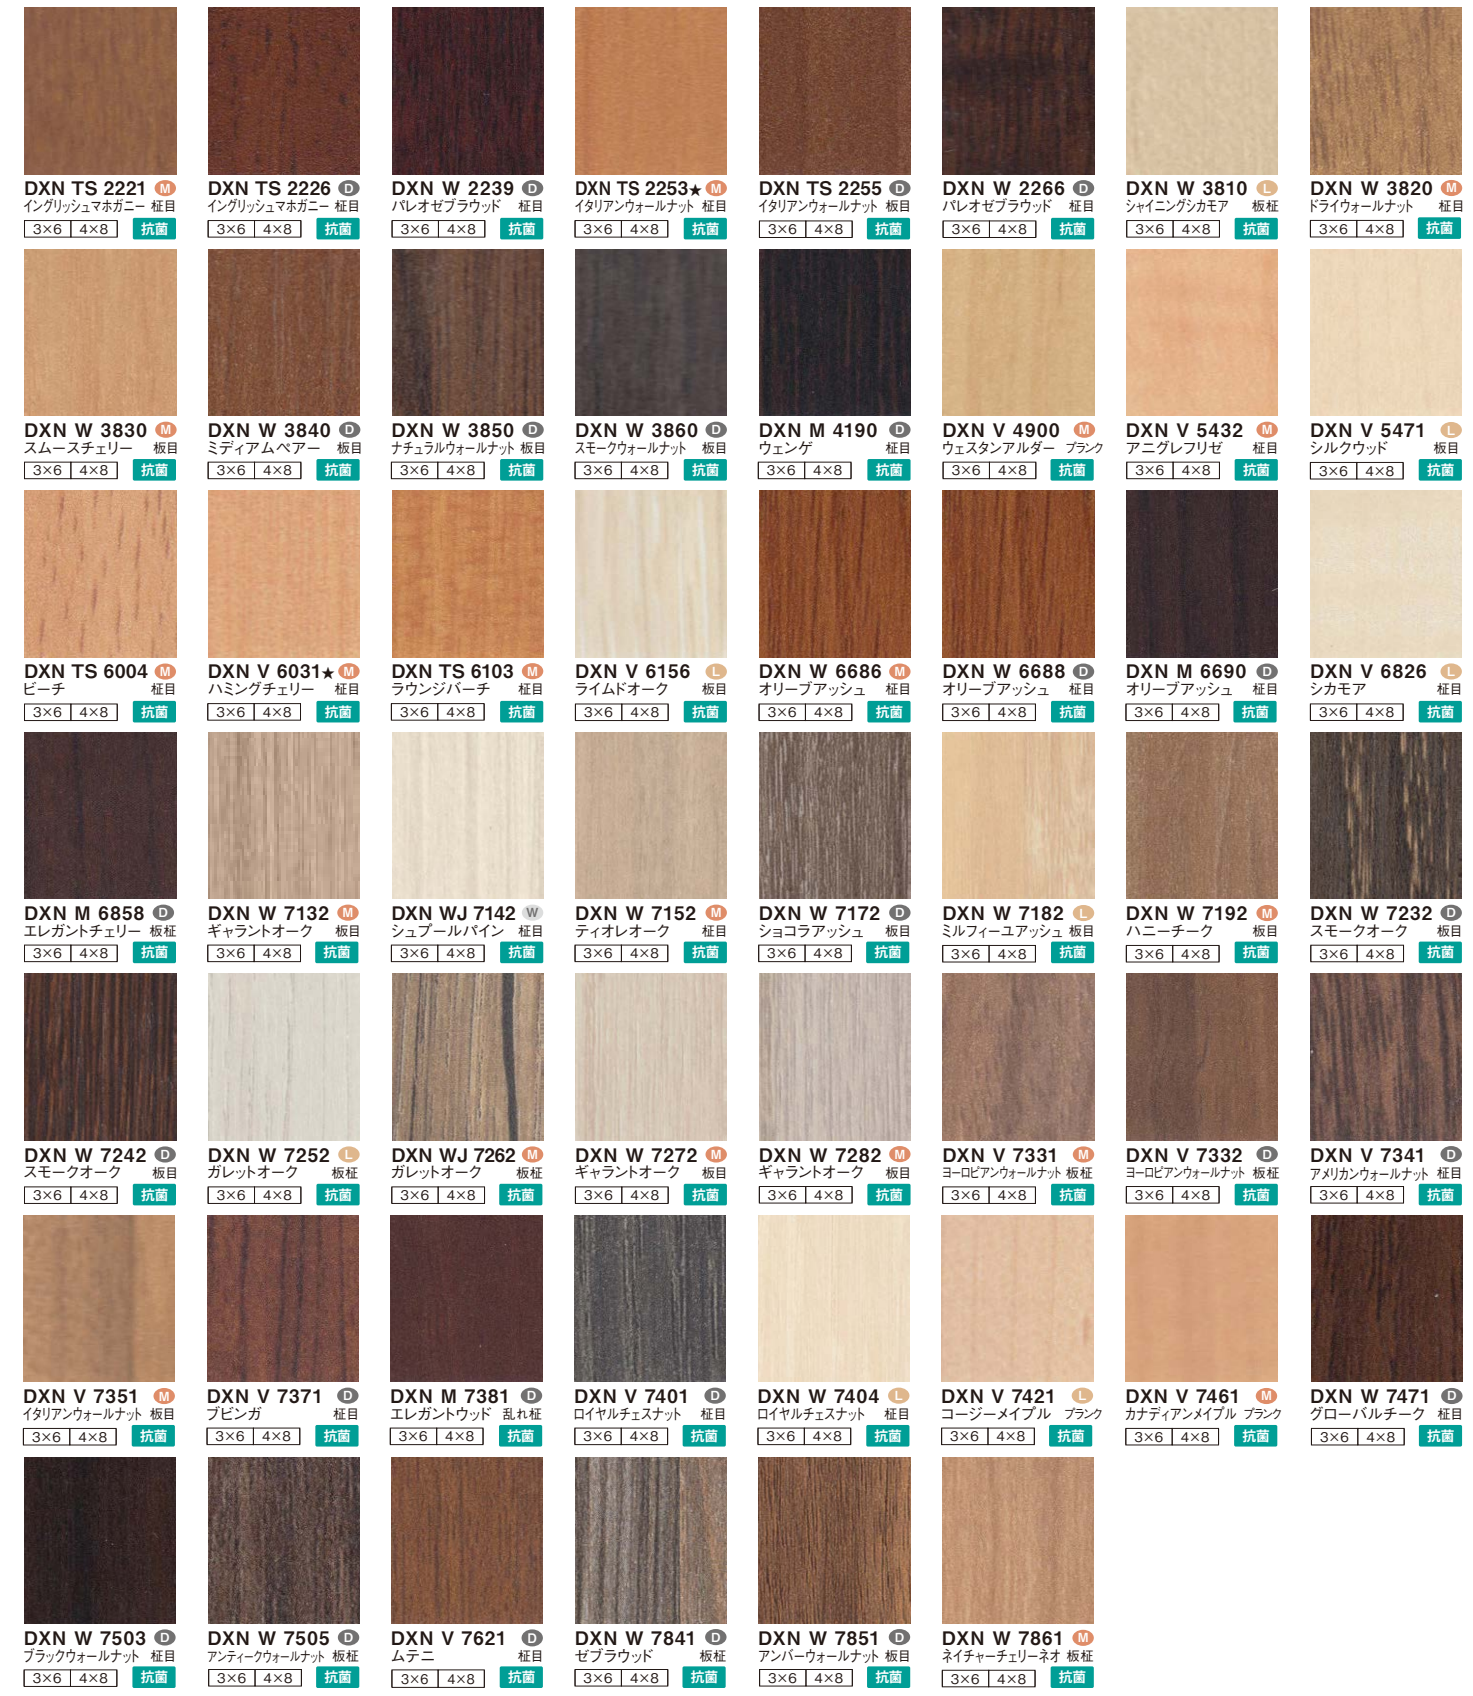 DXN TS 2221 M
イングリッシュマホガニー 柾目
3×6 4×8 抗菌
DXN TS 2226 D
イングリッシュマホガニー 柾目
3×6 4×8 抗菌
DXN W 2239 D
パレオゼブラウッド 柾目
3×6 4×8 抗菌
DXN TS 2253★ M
イタリアンウォールナット 柾目
3×6 4×8 抗菌
DXN TS 2255 D
イタリアンウォールナット 板目
3×6 4×8 抗菌
DXN W 2266 D
パレオゼブラウッド 柾目
3×6 4×8 抗菌
DXN W 3810 L
シャイニングシカモア 板柾
3×6 4×8 抗菌
DXN W 3820 M
ドライウォールナット 柾目
3×6 4×8 抗菌
DXN W 3830 M
スムースチェリー 板目
3×6 4×8 抗菌
DXN W 3840 D
ミディアムペアー 板目
3×6 4×8 抗菌
DXN W 3850 D
ナチュラルウォールナット 板目
3×6 4×8 抗菌
DXN W 3860 D
スモークウォールナット 板目
3×6 4×8 抗菌
DXN M 4190 D
ウェンゲ 柾目
3×6 4×8 抗菌
DXN V 4900 M
ウェスタンアルダー プランク
3×6 4×8 抗菌
DXN V 5432 M
アニグレフリゼ 柾目
3×6 4×8 抗菌
DXN V 5471 L
シルクウッド 板目
3×6 4×8 抗菌
DXN TS 6004 M
ビーチ 柾目
3×6 4×8 抗菌
DXN V 6031★ M
ハミングチェリー 柾目
3×6 4×8 抗菌
DXN TS 6103 M
ラウンジバーチ 柾目
3×6 4×8 抗菌
DXN V 6156 L
ライムドオーク 板目
3×6 4×8 抗菌
DXN W 6686 M
オリーブアッシュ 柾目
3×6 4×8 抗菌
DXN W 6688 D
オリーブアッシュ 柾目
3×6 4×8 抗菌
DXN M 6690 D
オリーブアッシュ 柾目
3×6 4×8 抗菌
DXN V 6826 L
シカモア 柾目
3×6 4×8 抗菌
DXN M 6858 D
エレガントチェリー 板柾
3×6 4×8 抗菌
DXN W 7132 M
ギャラントオーク 板目
3×6 4×8 抗菌
DXN WJ 7142 W
シュプールパイン 柾目
3×6 4×8 抗菌
DXN W 7152 M
ティオレオーク 柾目
3×6 4×8 抗菌
DXN W 7172 D
ショコラアッシュ 板目
3×6 4×8 抗菌
DXN W 7182 L
ミルフィーユアッシュ 板目
3×6 4×8 抗菌
DXN W 7192 M
ハニーチーク 板目
3×6 4×8 抗菌
DXN W 7232 D
スモークオーク 板目
3×6 4×8 抗菌
DXN W 7242 D
スモークオーク 板目
3×6 4×8 抗菌
DXN W 7252 L
ガレットオーク 板柾
3×6 4×8 抗菌
DXN WJ 7262 M
ガレットオーク 板柾
3×6 4×8 抗菌
DXN W 7272 M
ギャラントオーク 板目
3×6 4×8 抗菌
DXN W 7282 M
ギャラントオーク 板目
3×6 4×8 抗菌
DXN V 7331 M
ヨーロピアンウォールナット 板柾
3×6 4×8 抗菌
DXN V 7332 D
ヨーロピアンウォールナット 板柾
3×6 4×8 抗菌
DXN V 7341 D
アメリカンウォールナット 板目
3×6 4×8 抗菌
DXN V 7351 M
イタリアンウォールナット 板目
3×6 4×8 抗菌
DXN V 7371 D
ブビンガ 柾目
3×6 4×8 抗菌
DXN M 7381 D
エレガントウッド 乱れ柾
3×6 4×8 抗菌
DXN V 7401 D
ロイヤルチェスナット 柾目
3×6 4×8 抗菌
DXN W 7404 L
ロイヤルチェスナット 柾目
3×6 4×8 抗菌
DXN V 7421 L
コージーメイプル プランク
3×6 4×8 抗菌
DXN V 7461 M
カナディアンメイプル プランク
3×6 4×8 抗菌
DXN W 7471 D
グローバルチーク 柾目
3×6 4×8 抗菌
DXN W 7503 D
ブラックウォールナット 柾目
3×6 4×8 抗菌
DXN W 7505 D
アンティークウォールナット 板柾
3×6 4×8 抗菌
DXN V 7621 D
ムテニ 柾目
3×6 4×8 抗菌
DXN W 7841 D
ゼブラウッド 板柾
3×6 4×8 抗菌
DXN W 7851 D
アンバーウォールナット 板目
3×6 4×8 抗菌
DXN W 7861 M
ネイチャーチェリーネオ 板柾
3×6 4×8 抗菌